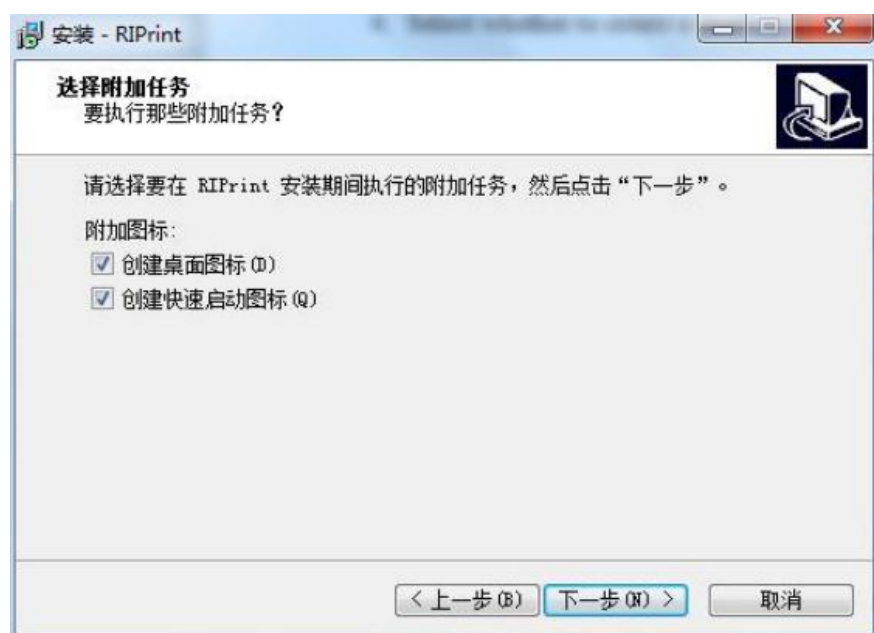 安装 - RIPrint
选择附加任务
要执行那些附加任务?
请选择要在 RIPrint 安装期间执行的附加任务，然后点击“下一步”。
附加图标:
创建桌面图标(D)
创建快速启动图标(Q)
< 上一步(B) 下一步(N) > 取消